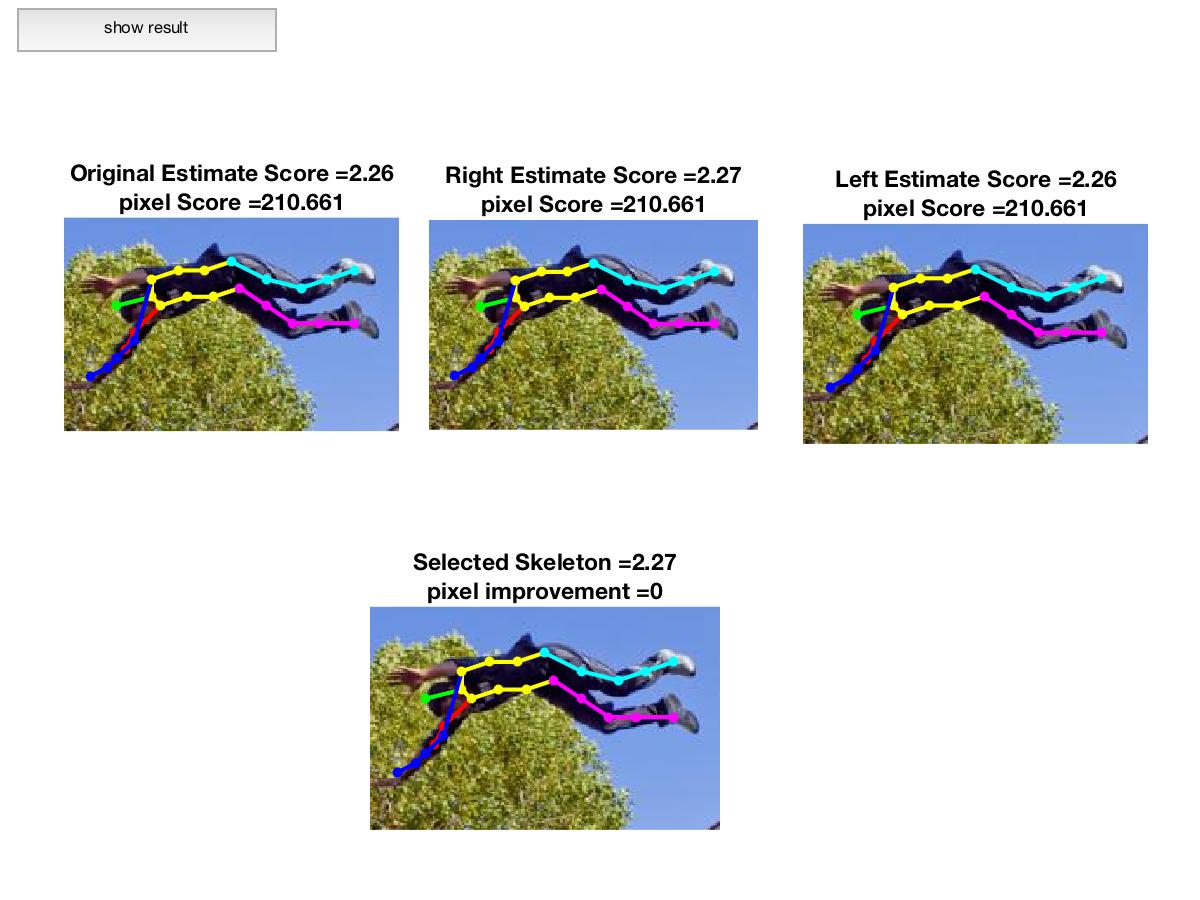 show result
Original Estimate Score =2.26
pixel Score =210.661
Right Estimate Score =2.27
pixel Score =210.661
Left Estimate Score =2.26
pixel Score =210.661
Selected Skeleton =2.27
pixel improvement =0